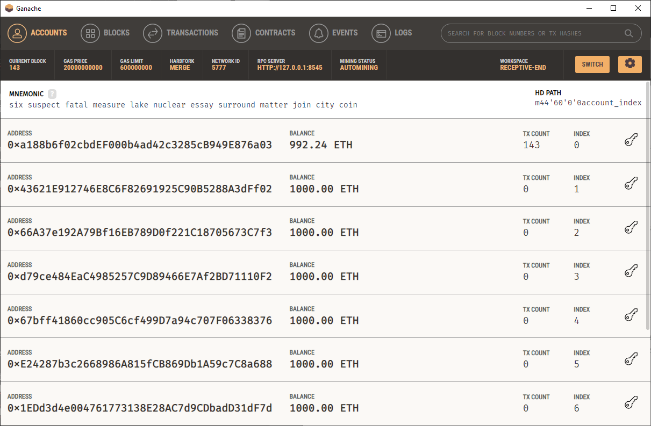 Ganache
ACCOUNTS BLOCKS TRANSACTIONS CONTRACTS EVENTS LOGS SEARCH FOR BLOCK NUMBERS OR TX HASHES
CURRENT BLOCK GAS PRICE GAS LIMIT HARDFORK NETWORK ID RPC SERVER MINING STATUS WORKSPACE
143 20000000000 600000000 MERGE 5777 HTTP://127.0.0.1:8545 AUTOMINING RECEPTIVE-END SWITCH
MNEMONIC ? HD PATH
six suspect fatal measure lake nuclear essay surround matter join city coin m44'60'0'0account_index
ADDRESS BALANCE TX COUNT INDEX
0×a188b6f02cbdEF000b4ad42c3285cB949E876a03 992.24 ETH 143 0
ADDRESS BALANCE TX COUNT INDEX
0×43621E912746E8C6F82691925C90B5288A3dFf02 1000.00 ETH 0 1
ADDRESS BALANCE TX COUNT INDEX
0×66A37e192A79Bf16EB789D0f221C18705673C7f3 1000.00 ETH 0 2
ADDRESS BALANCE TX COUNT INDEX
0×d79ce484EaC4985257C9D89466E7Af2BD71110F2 1000.00 ETH 0 3
ADDRESS BALANCE TX COUNT INDEX
0×67bff41860cc905C6cf499D7a94c707F06338376 1000.00 ETH 0 4
ADDRESS BALANCE TX COUNT INDEX
0×E24287b3c2668986A815fCB869Db1A59c7C8a688 1000.00 ETH 0 5
ADDRESS BALANCE TX COUNT INDEX
0×1EDd3d4e004761773138E28AC7d9CDbadD31dF7d 1000.00 ETH 0 6